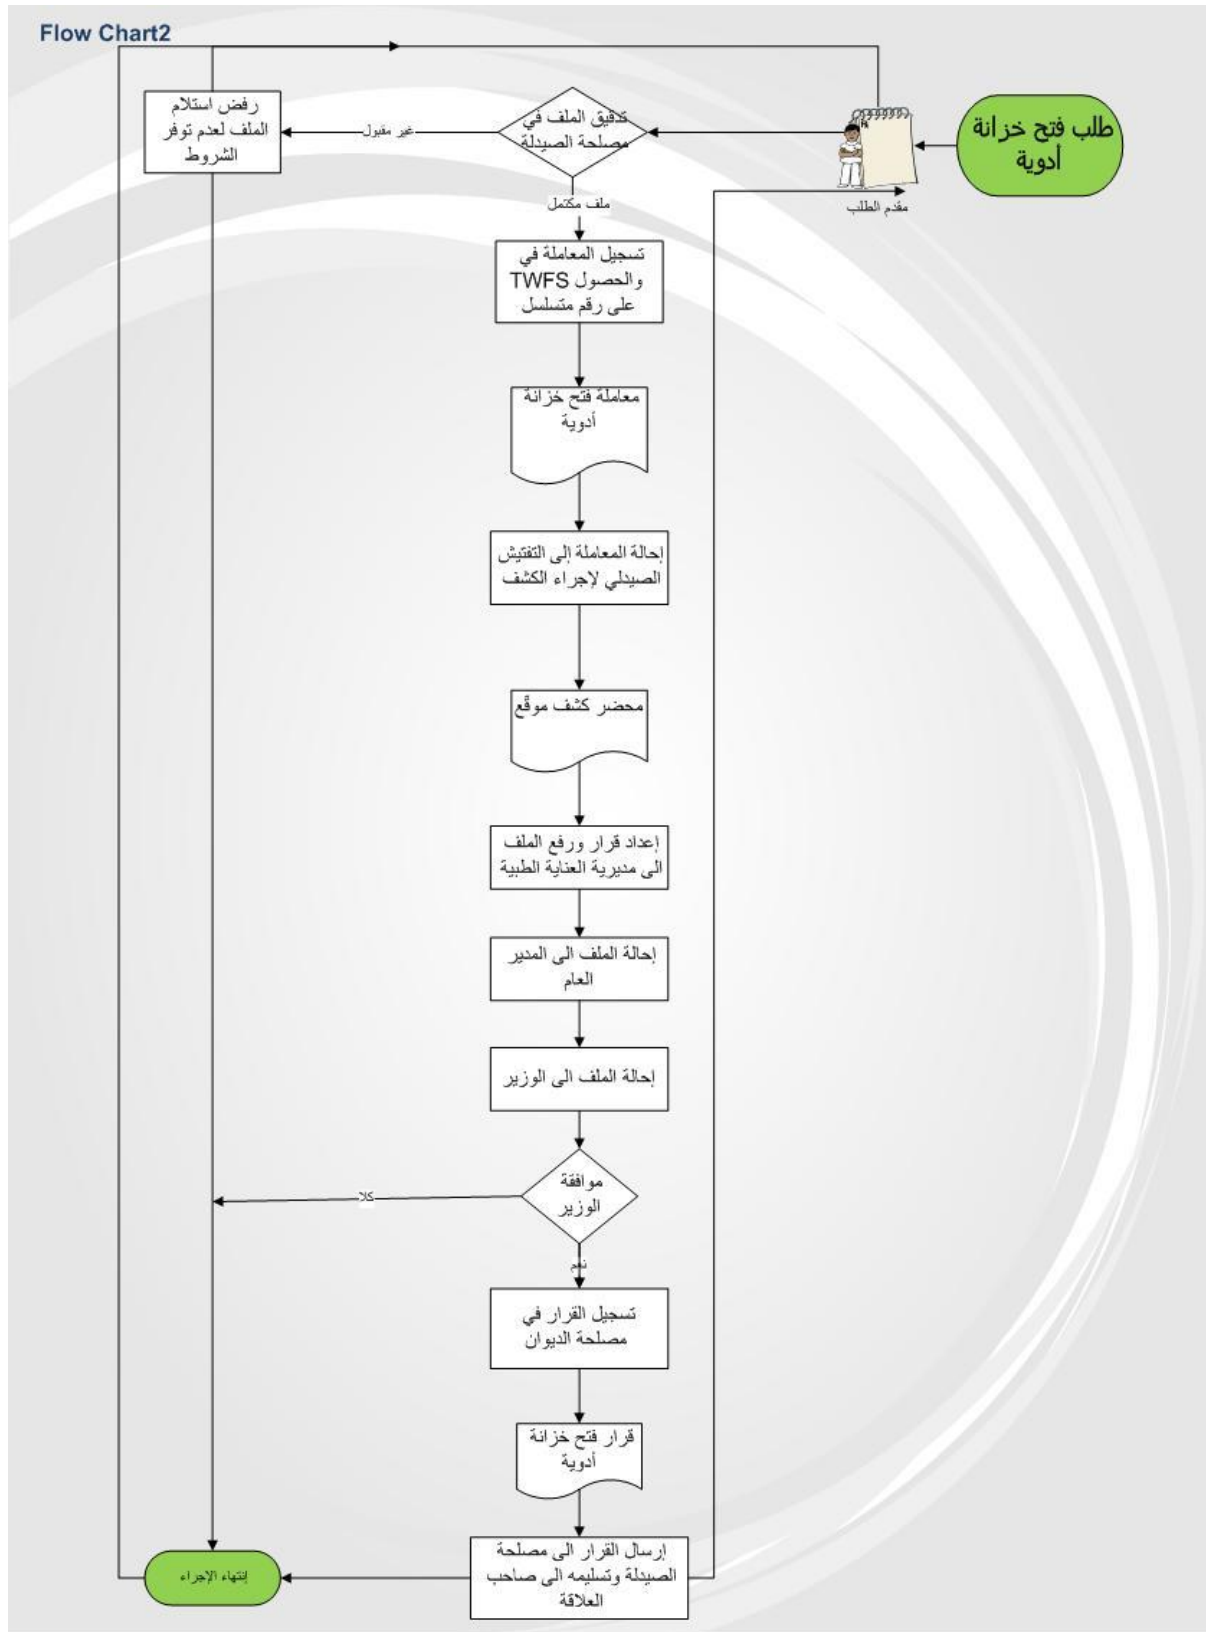 Flow Chart2
طلب فتح خزانة
أدوية
مقدم الطلب
تدقيق الملف في
مصلحة الصيدلة
غير مقبول
رفض استلام
الملف لعدم توفر
الشروط
ملف مكتمل
تسجيل المعاملة في
TWFS والحصول
على رقم متسلسل
معاملة فتح خزانة
أدوية
إحالة المعاملة إلى التفتيش
الصيدلي لإجراء الكشف
محضر كشف موقّع
إعداد قرار ورفع الملف
الى مديرية العناية الطبية
إحالة الملف الى المدير
العام
إحالة الملف الى الوزير
موافقة
الوزير
كلا
نعم
تسجيل القرار في
مصلحة الديوان
قرار فتح خزانة
أدوية
إرسال القرار الى مصلحة
الصيدلة وتسليمه الى صاحب
العلاقة
إنتهاء الإجراء